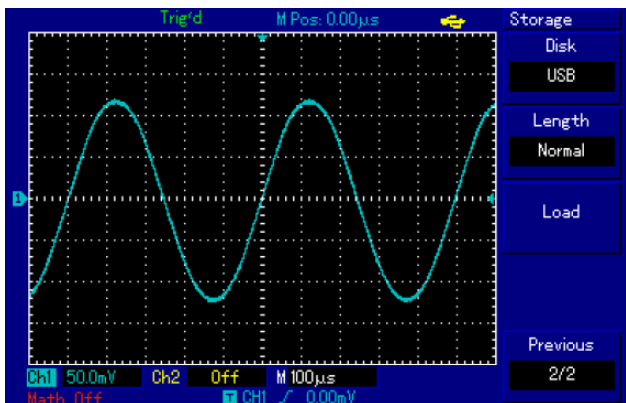 Trig'd M Pos: 0.00μs Storage
Disk
USB
Length
Normal
1
Load
Previous
2/2
Ch1 50.0mV Ch2 Off M 100μs
Math Off T CH1 / 0.00mV